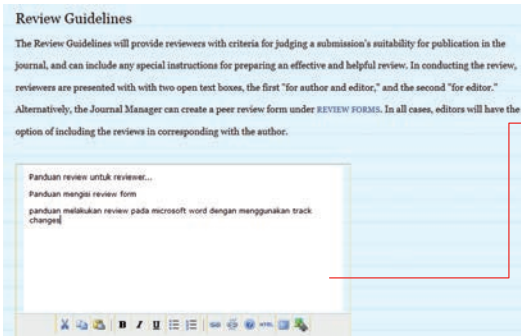 Review Guidelines
The Review Guidelines will provide reviewers with criteria for judging a submission's suitability for publication in the
journal, and can include any special instructions for preparing an effective and helpful review. In conducting the review,
reviewers are presented with with two open text boxes, the first "for author and editor," and the second "for editor."
Alternatively, the Journal Manager can create a peer review form under REVIEW FORMS. In all cases, editors will have the
option of including the reviews in corresponding with the author.
Panduan review untuk reviewer...
Panduan mengisi review form
panduan melakukan review pada microsoft word dengan menggunakan track
changes
B I U HTML